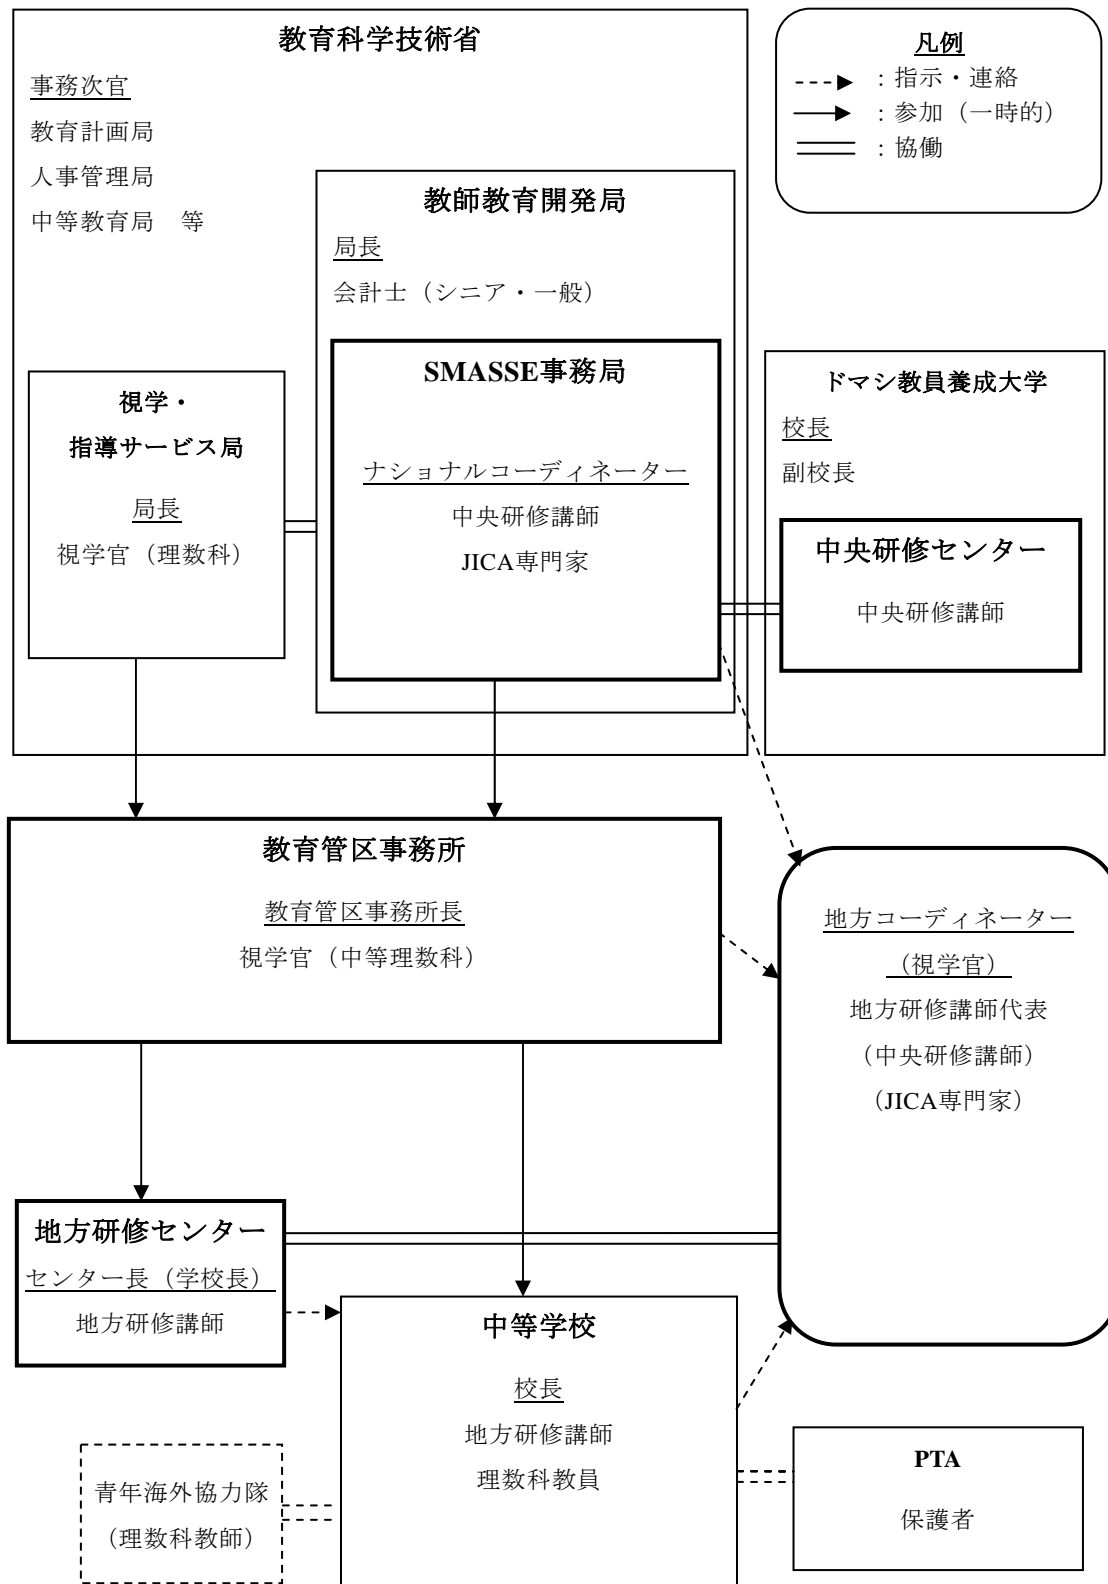 教育科学技術省
事務次官
教育計画局
人事管理局
中等教育局　等
凡例
：指示・連絡
：参加（一時的）
：協働
教師教育開発局
局長
会計士（シニア・一般）
SMASSE事務局
ナショナルコーディネーター
中央研修講師
JICA専門家
視学・
指導サービス局
局長
視学官（理数科）
ドマシ教員養成大学
校長
副校長
中央研修センター
中央研修講師
教育管区事務所
教育管区事務所長
視学官（中等理数科）
地方コーディネーター
（視学官）
地方研修講師代表
（中央研修講師）
（JICA専門家）
地方研修センター
センター長（学校長）
地方研修講師
中等学校
校長
地方研修講師
理数科教員
青年海外協力隊
（理数科教師）
PTA
保護者